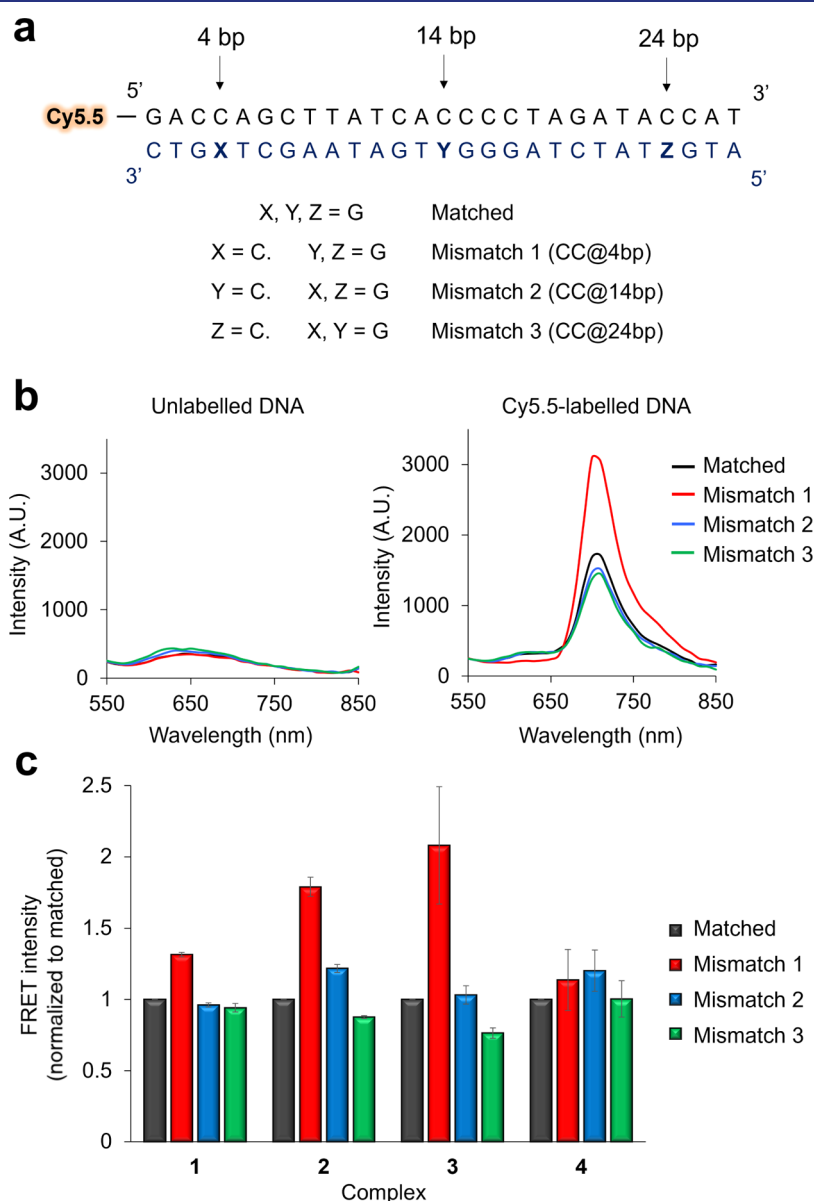 a
4 bp 14 bp 24 bp
5’ 3’
Cy5.5 — G A C C A G C T T A T C A C C C C T A G A T A C C A T
C T G X T C G A A T A G T Y G G G A T C T A T Z G T A
3’ 5’
X, Y, Z = G Matched
X = C. Y, Z = G Mismatch 1 (CC@4bp)
Y = C. X, Z = G Mismatch 2 (CC@14bp)
Z = C. X, Y = G Mismatch 3 (CC@24bp)
b
Unlabelled DNA
Intensity (A.U.)
3000
2000
1000
0
550 650 750 850
Wavelength (nm)
Cy5.5-labelled DNA
Intensity (A.U.)
3000
2000
1000
0
550 650 750 850
Wavelength (nm)
Matched
Mismatch 1
Mismatch 2
Mismatch 3
c
FRET intensity
(normalized to matched)
2.5
2
1.5
1
0.5
0
1 2 3 4
Complex
Matched
Mismatch 1
Mismatch 2
Mismatch 3